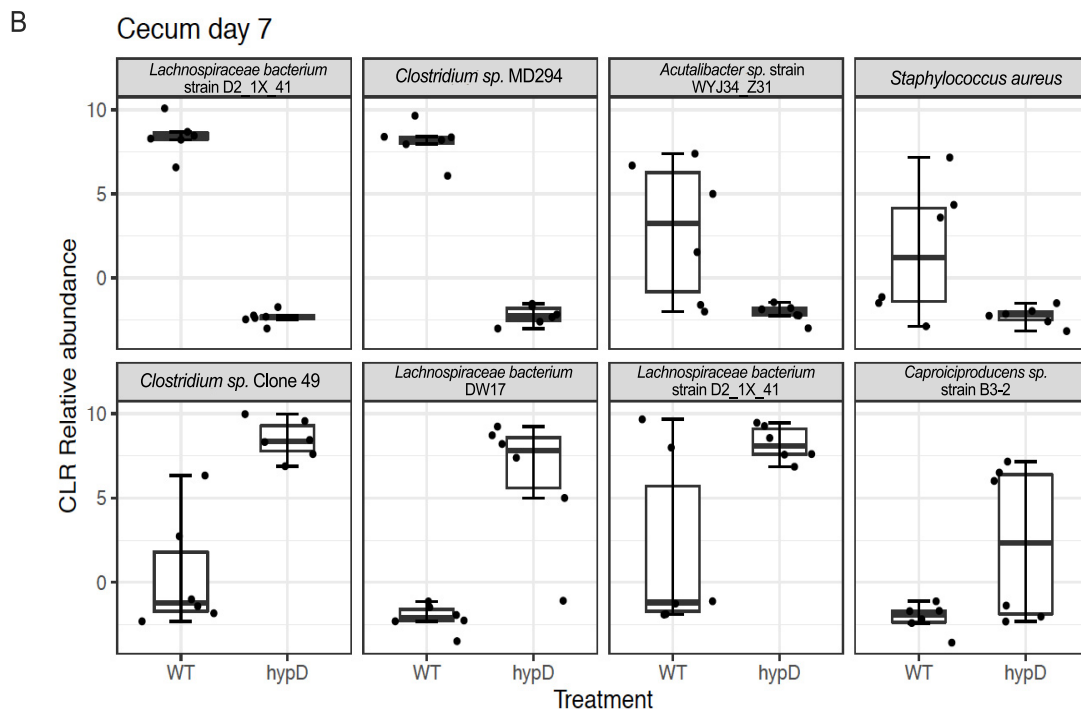 B
Cecum day 7
Lachnospiraceae bacterium
strain D2_1X_41
Clostridium sp. MD294
Acutalibacter sp. strain
WYJ34_Z31
Staphylococcus aureus
10
5
0
CLR Relative abundance
Clostridium sp. Clone 49
Lachnospiraceae bacterium
DW17
Lachnospiraceae bacterium
strain D2_1X_41
Caproiciproducens sp.
strain B3-2
10
5
0
WT hypD WT hypD WT hypD WT hypD
Treatment